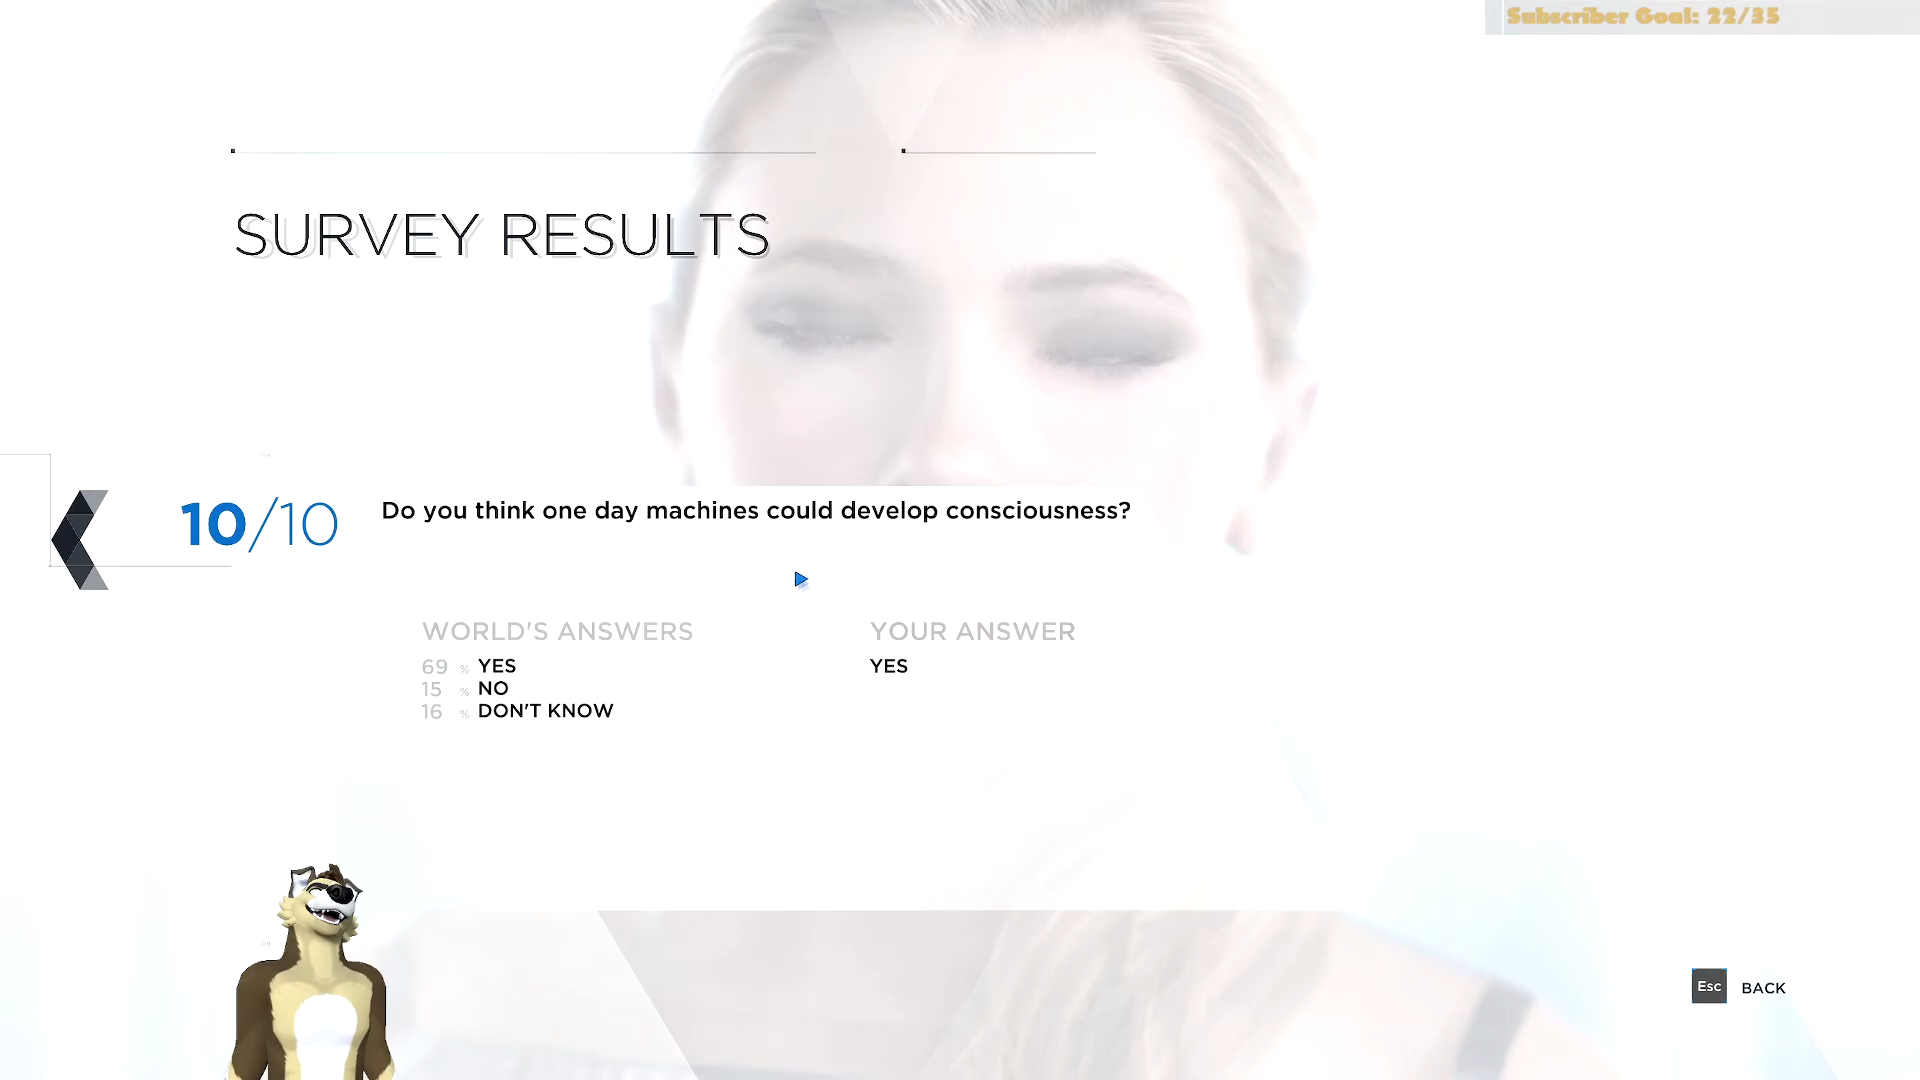 Subscriber Goal: 22/35
SURVEY RESULTS
10/10
Do you think one day machines could develop consciousness?
WORLD'S ANSWERS
YOUR ANSWER
69 % YES
YES
15 % NO
16 % DON'T KNOW
Esc BACK